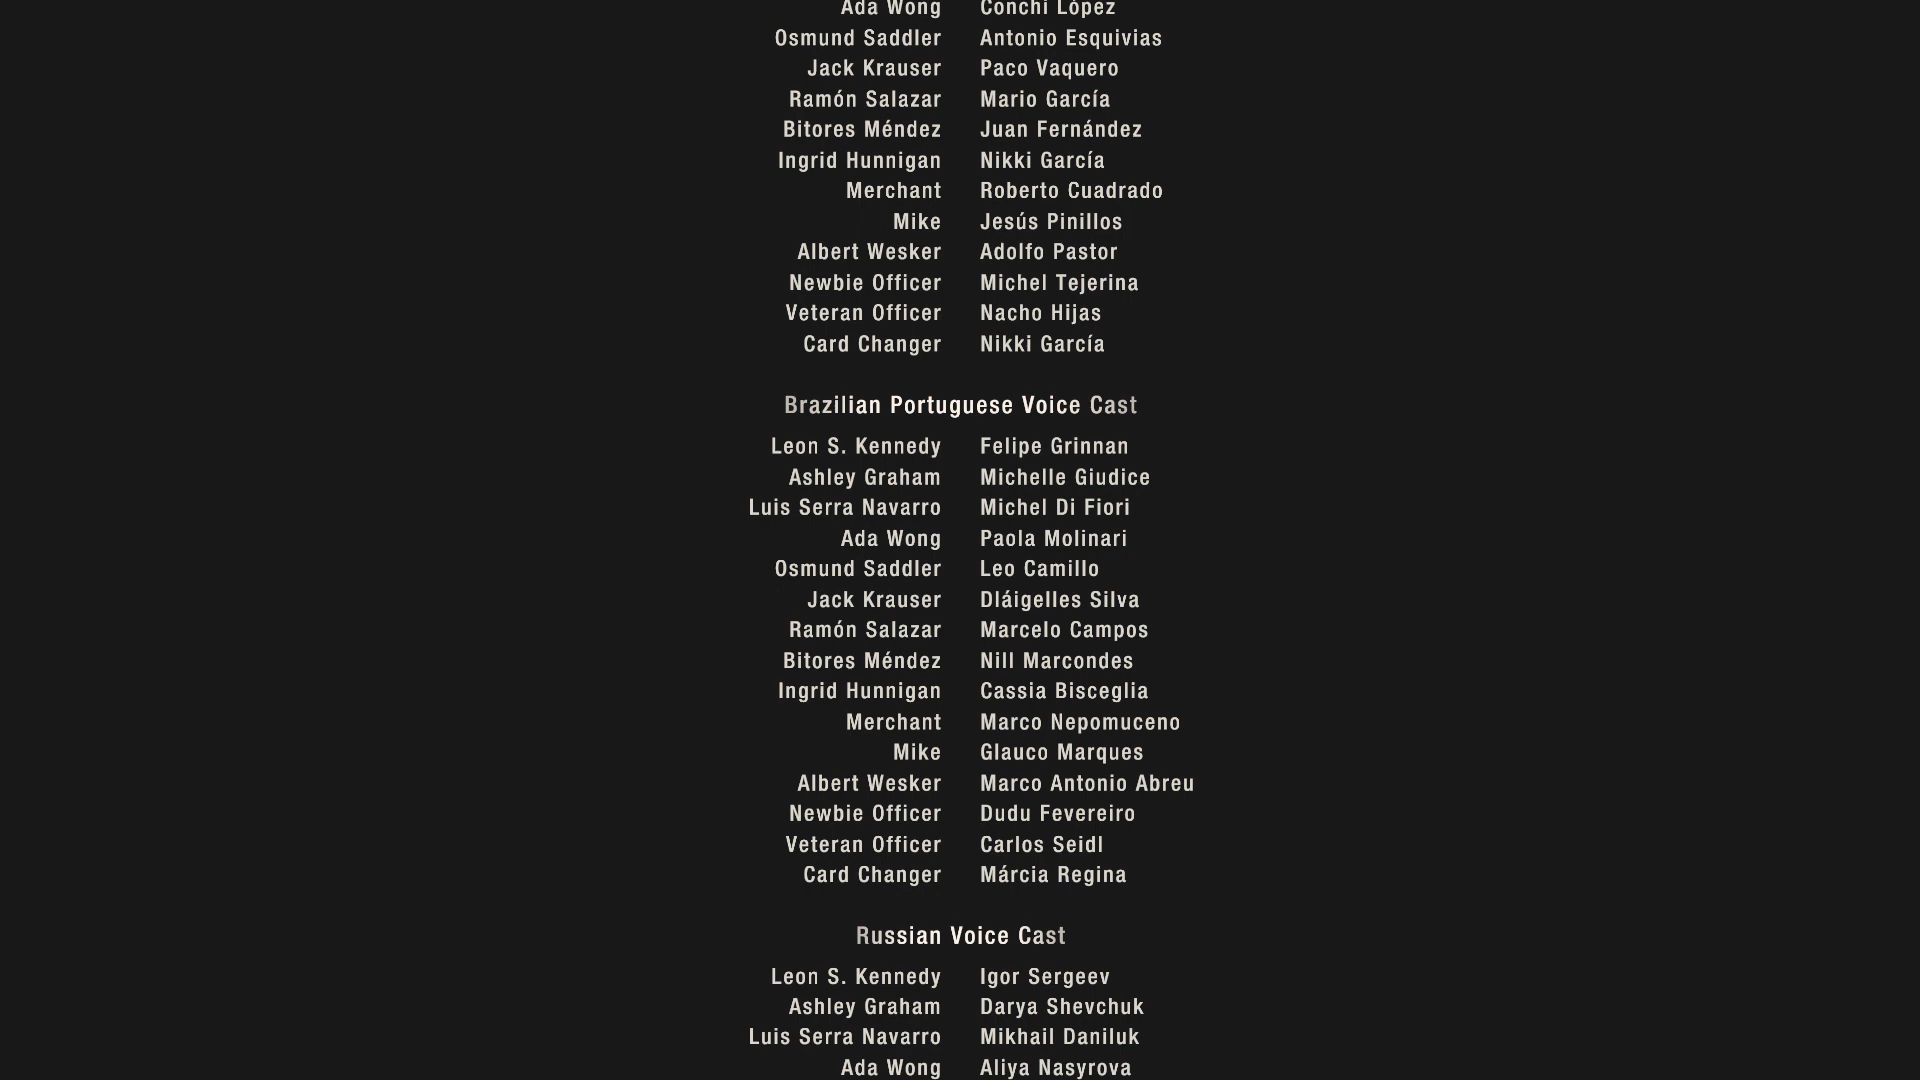 Ada Wong Conchi López
Osmund Saddler Antonio Esquivias
Jack Krauser Paco Vaquero
Ramón Salazar Mario García
Bitores Méndez Juan Fernández
Ingrid Hunnigan Nikki García
Merchant Roberto Cuadrado
Mike Jesús Pinillos
Albert Wesker Adolfo Pastor
Newbie Officer Michel Tejerina
Veteran Officer Nacho Hijas
Card Changer Nikki García
Brazilian Portuguese Voice Cast
Leon S. Kennedy Felipe Grinnan
Ashley Graham Michelle Giudice
Luis Serra Navarro Michel Di Fiori
Ada Wong Paola Molinari
Osmund Saddler Leo Camillo
Jack Krauser Dláigelles Silva
Ramón Salazar Marcelo Campos
Bitores Méndez Nill Marcondes
Ingrid Hunnigan Cassia Bisceglia
Merchant Marco Nepomuceno
Mike Glauco Marques
Albert Wesker Marco Antonio Abreu
Newbie Officer Dudu Fevereiro
Veteran Officer Carlos Seidl
Card Changer Márcia Regina
Russian Voice Cast
Leon S. Kennedy Igor Sergeev
Ashley Graham Darya Shevchuk
Luis Serra Navarro Mikhail Daniluk
Ada Wong Aliya Nasyrova